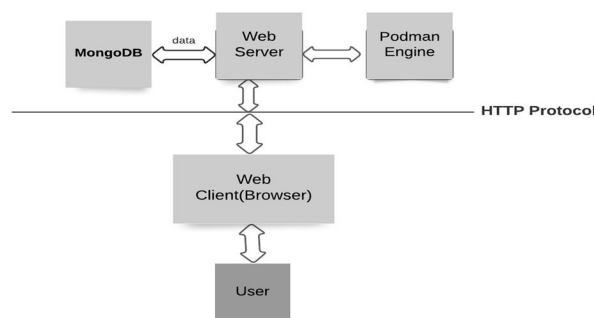 MongoDB
data
Web
Server
Podman
Engine
HTTP Protocol
Web
Client(Browser)
User